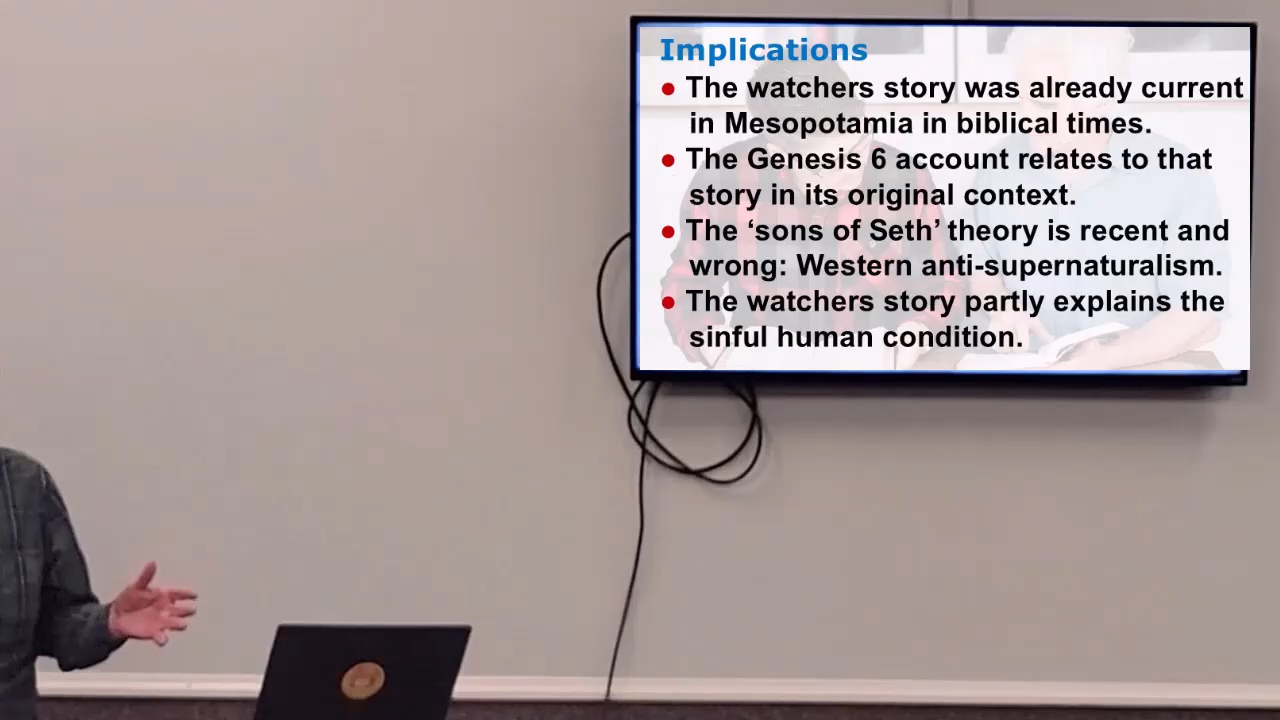 Implications
● The watchers story was already current
in Mesopotamia in biblical times.
● The Genesis 6 account relates to that
story in its original context.
● The ‘sons of Seth’ theory is recent and
wrong: Western anti-supernaturalism.
● The watchers story partly explains the
sinful human condition.